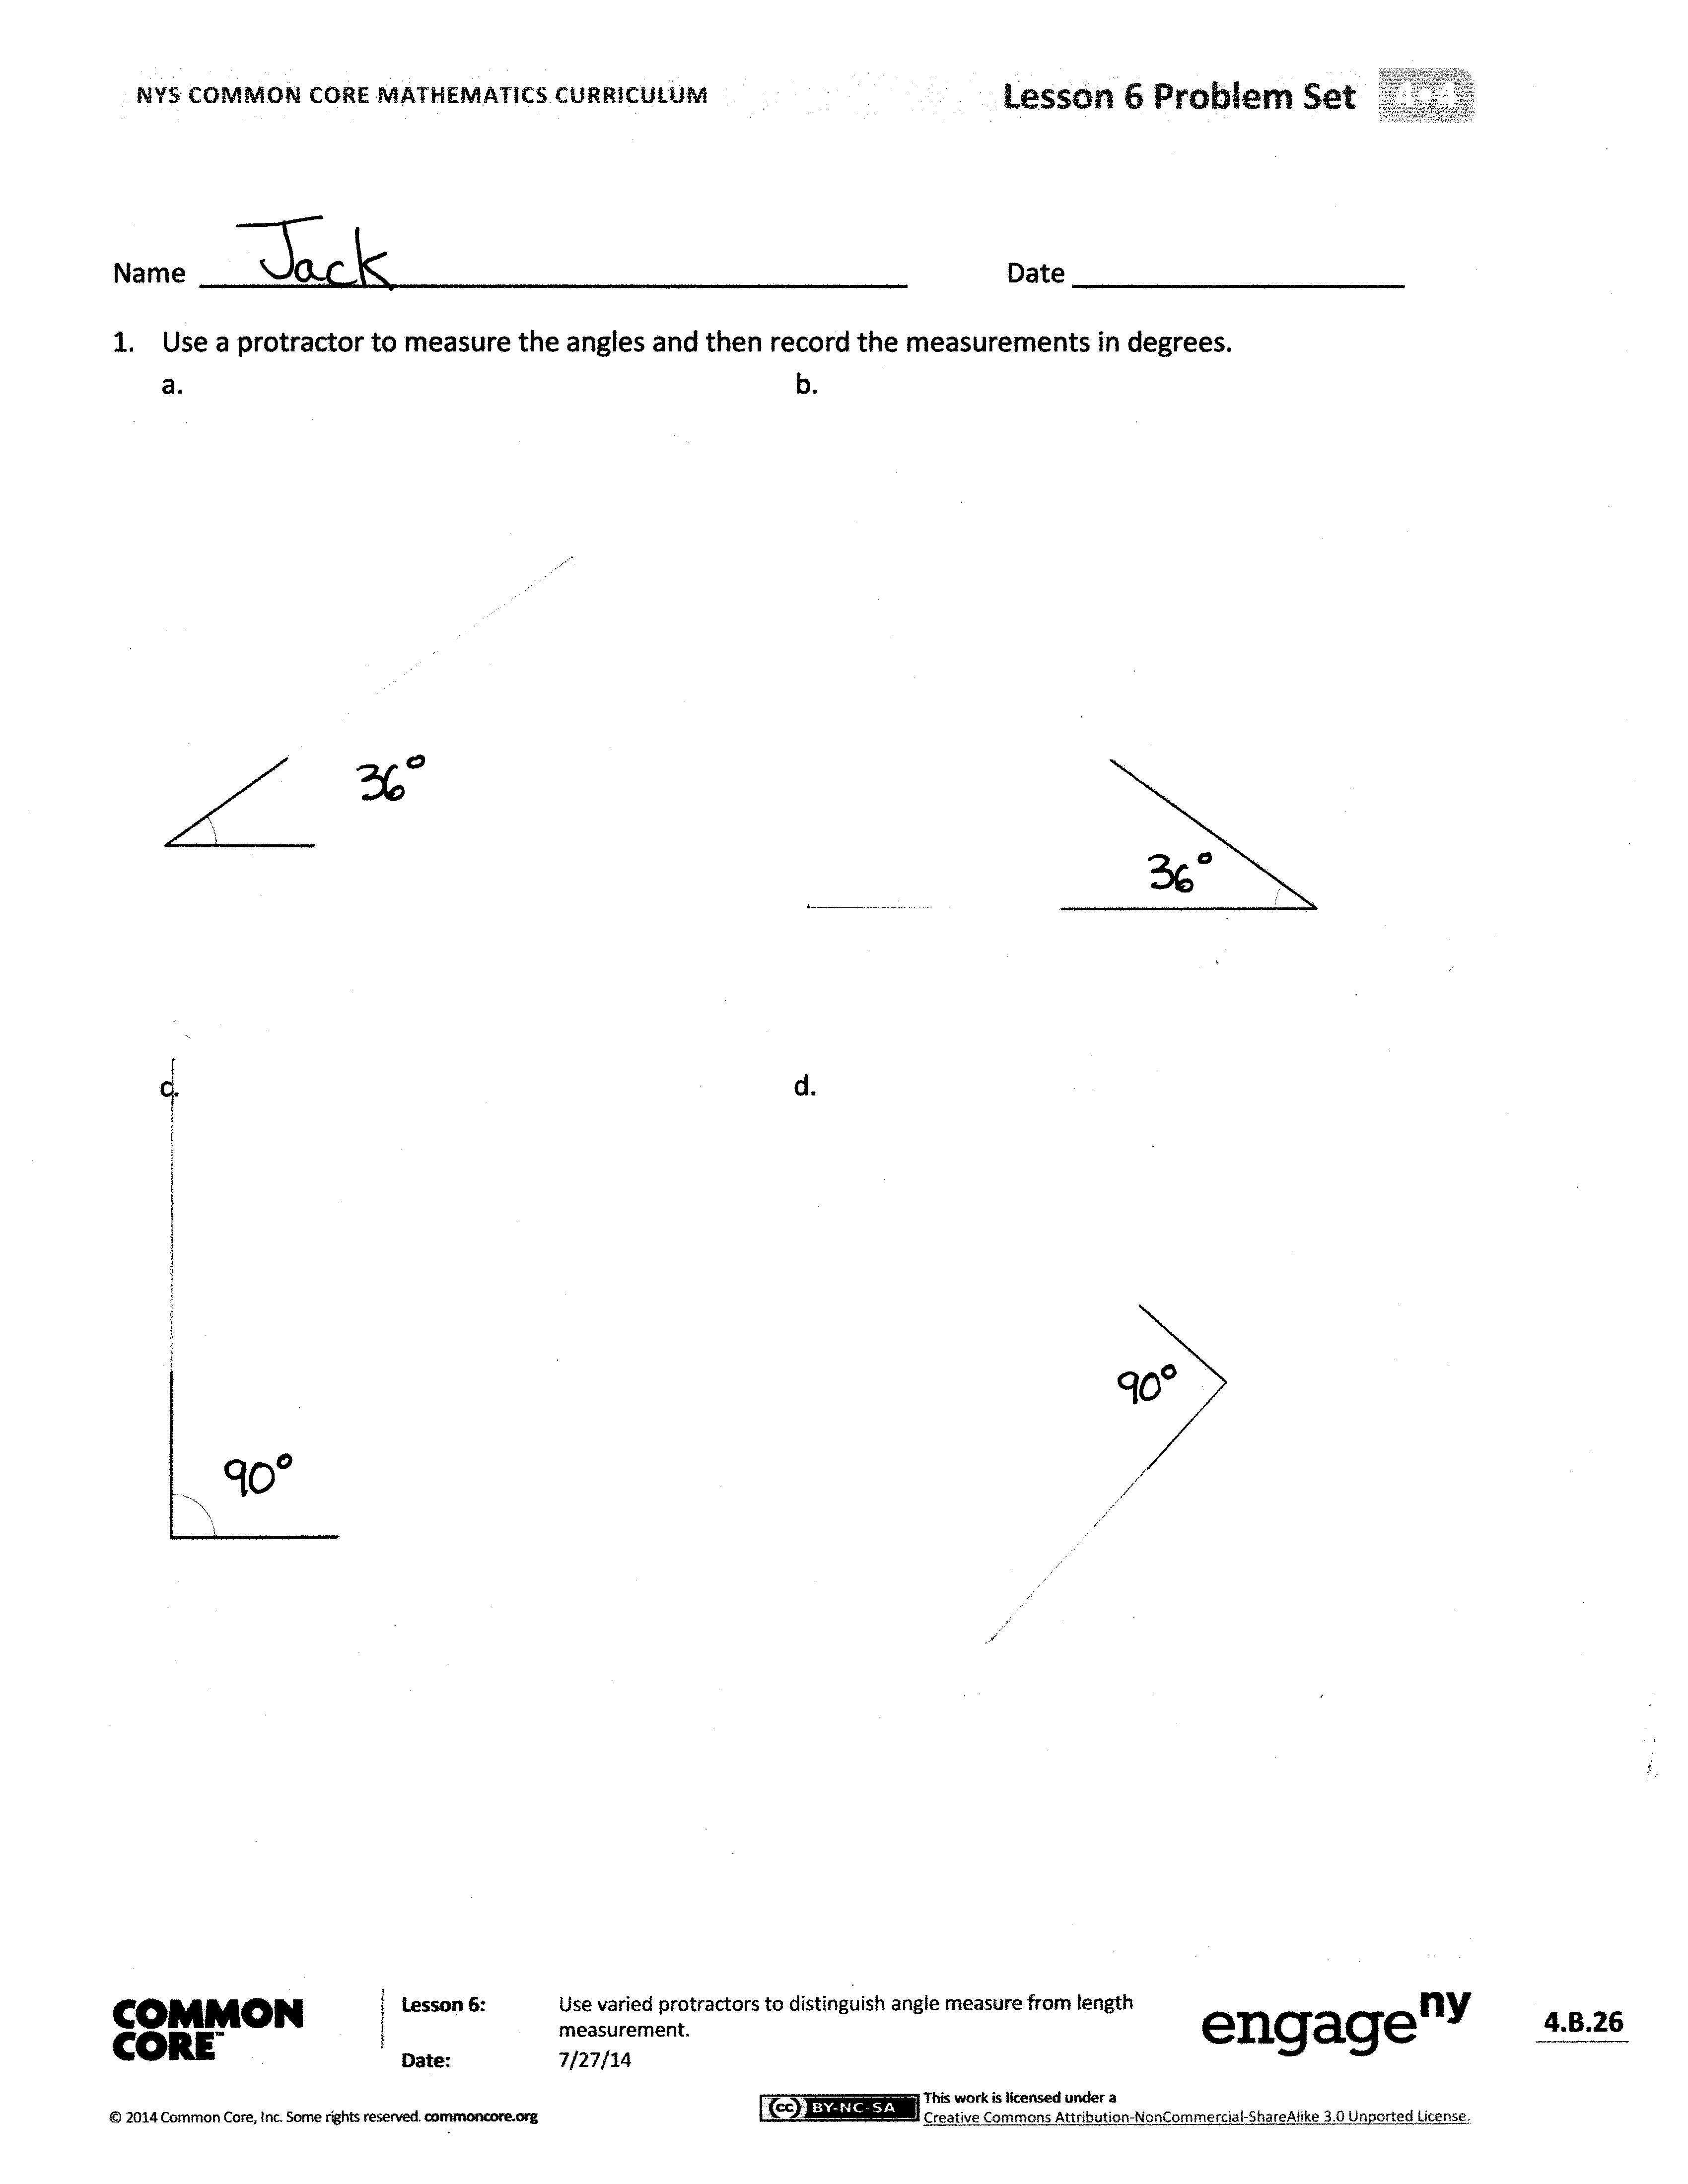 NYS COMMON CORE MATHEMATICS CURRICULUM
Lesson 6 Problem Set 4•4
Name Jack Date
1. Use a protractor to measure the angles and then record the measurements in degrees.
a. b.
36°
36°
c. d.
90°
90°
COMMON
CORE™
Lesson 6: Use varied protractors to distinguish angle measure from length
measurement.
Date: 7/27/14
engageny
4.B.26
© 2014 Common Core, Inc. Some rights reserved. commoncore.org
cc BY-NC-SA
This work is licensed under a
Creative Commons Attribution-NonCommercial-ShareAlike 3.0 Unported License.